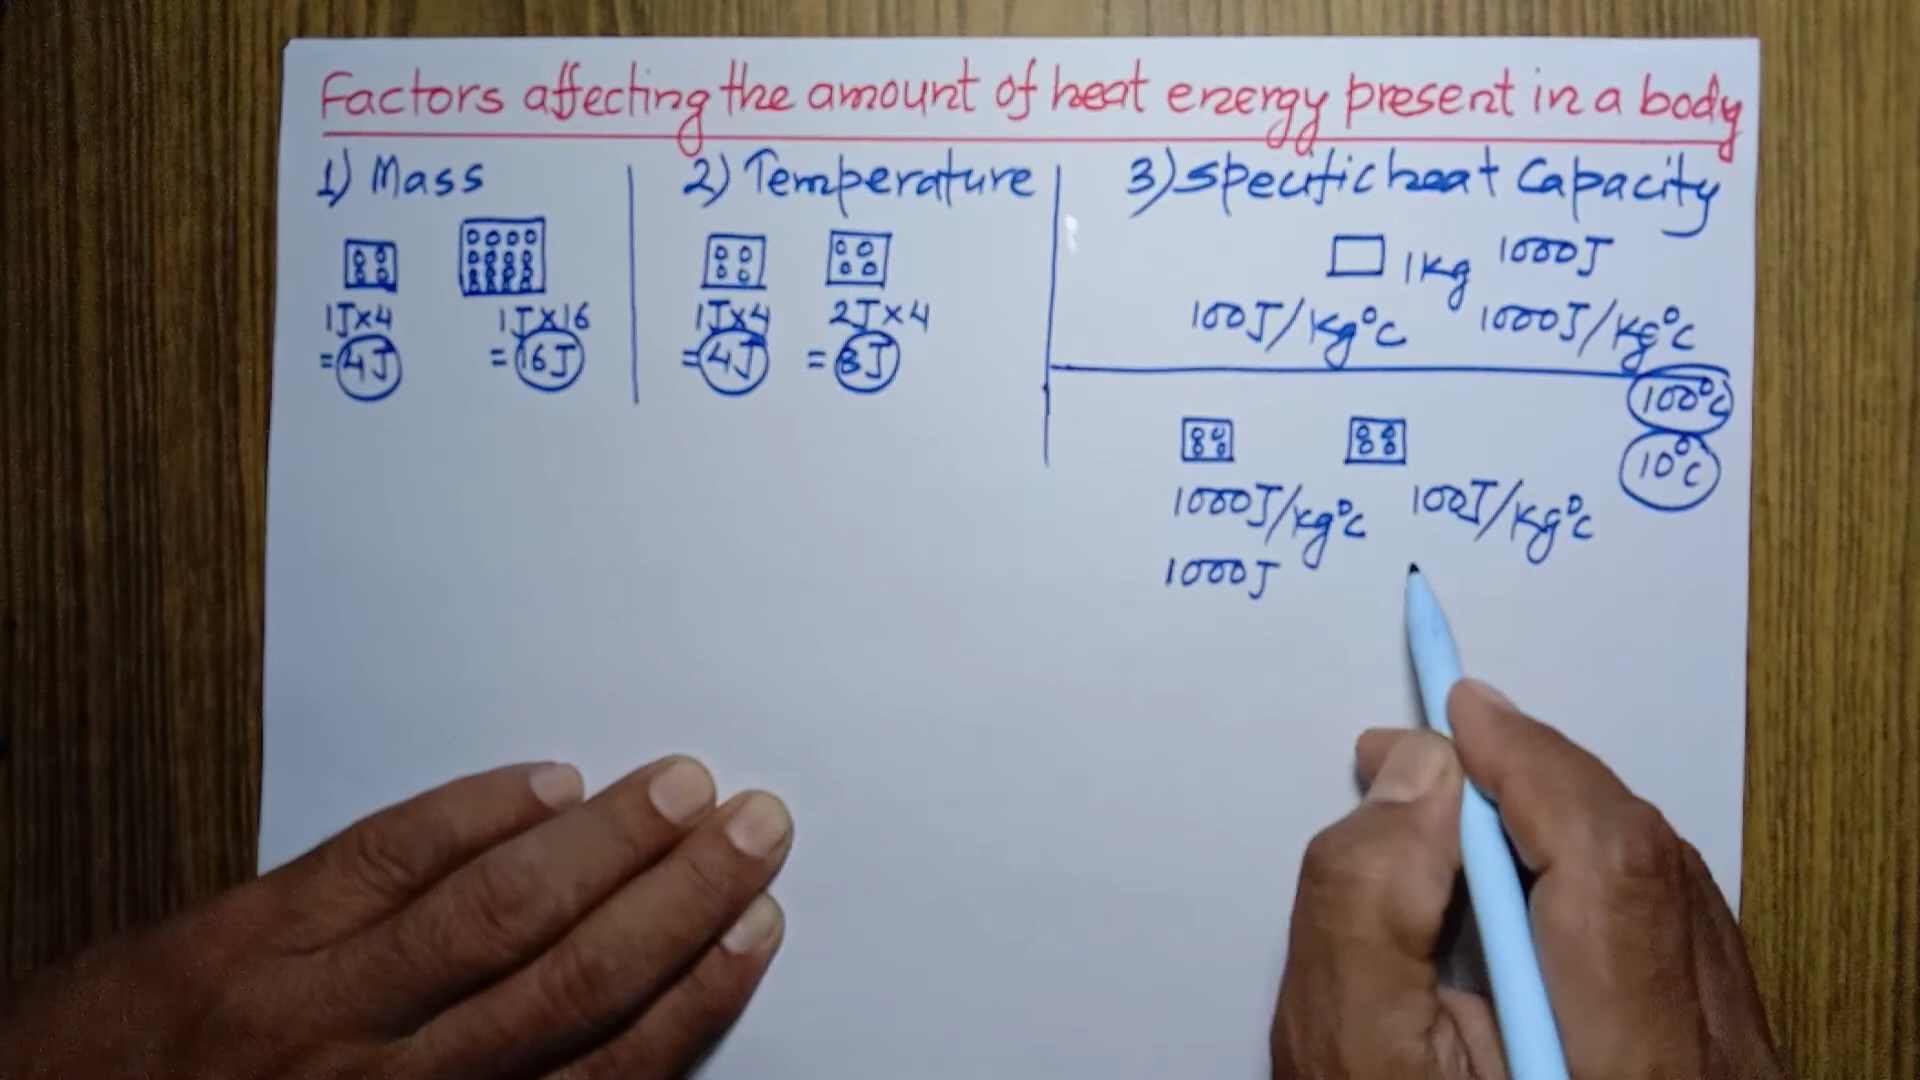 Factors affecting the amount of heat energy present in a body
1) Mass
1J×4
=4J
1J×16
=16J
2) Temperature
1J×4
=4J
2J×4
=8J
3) Specific heat Capacity
1Kg 1000J
100J/Kg°C 1000J/Kg°C
100°C
10°C
1000J/Kg°C 100J/Kg°C
1000J